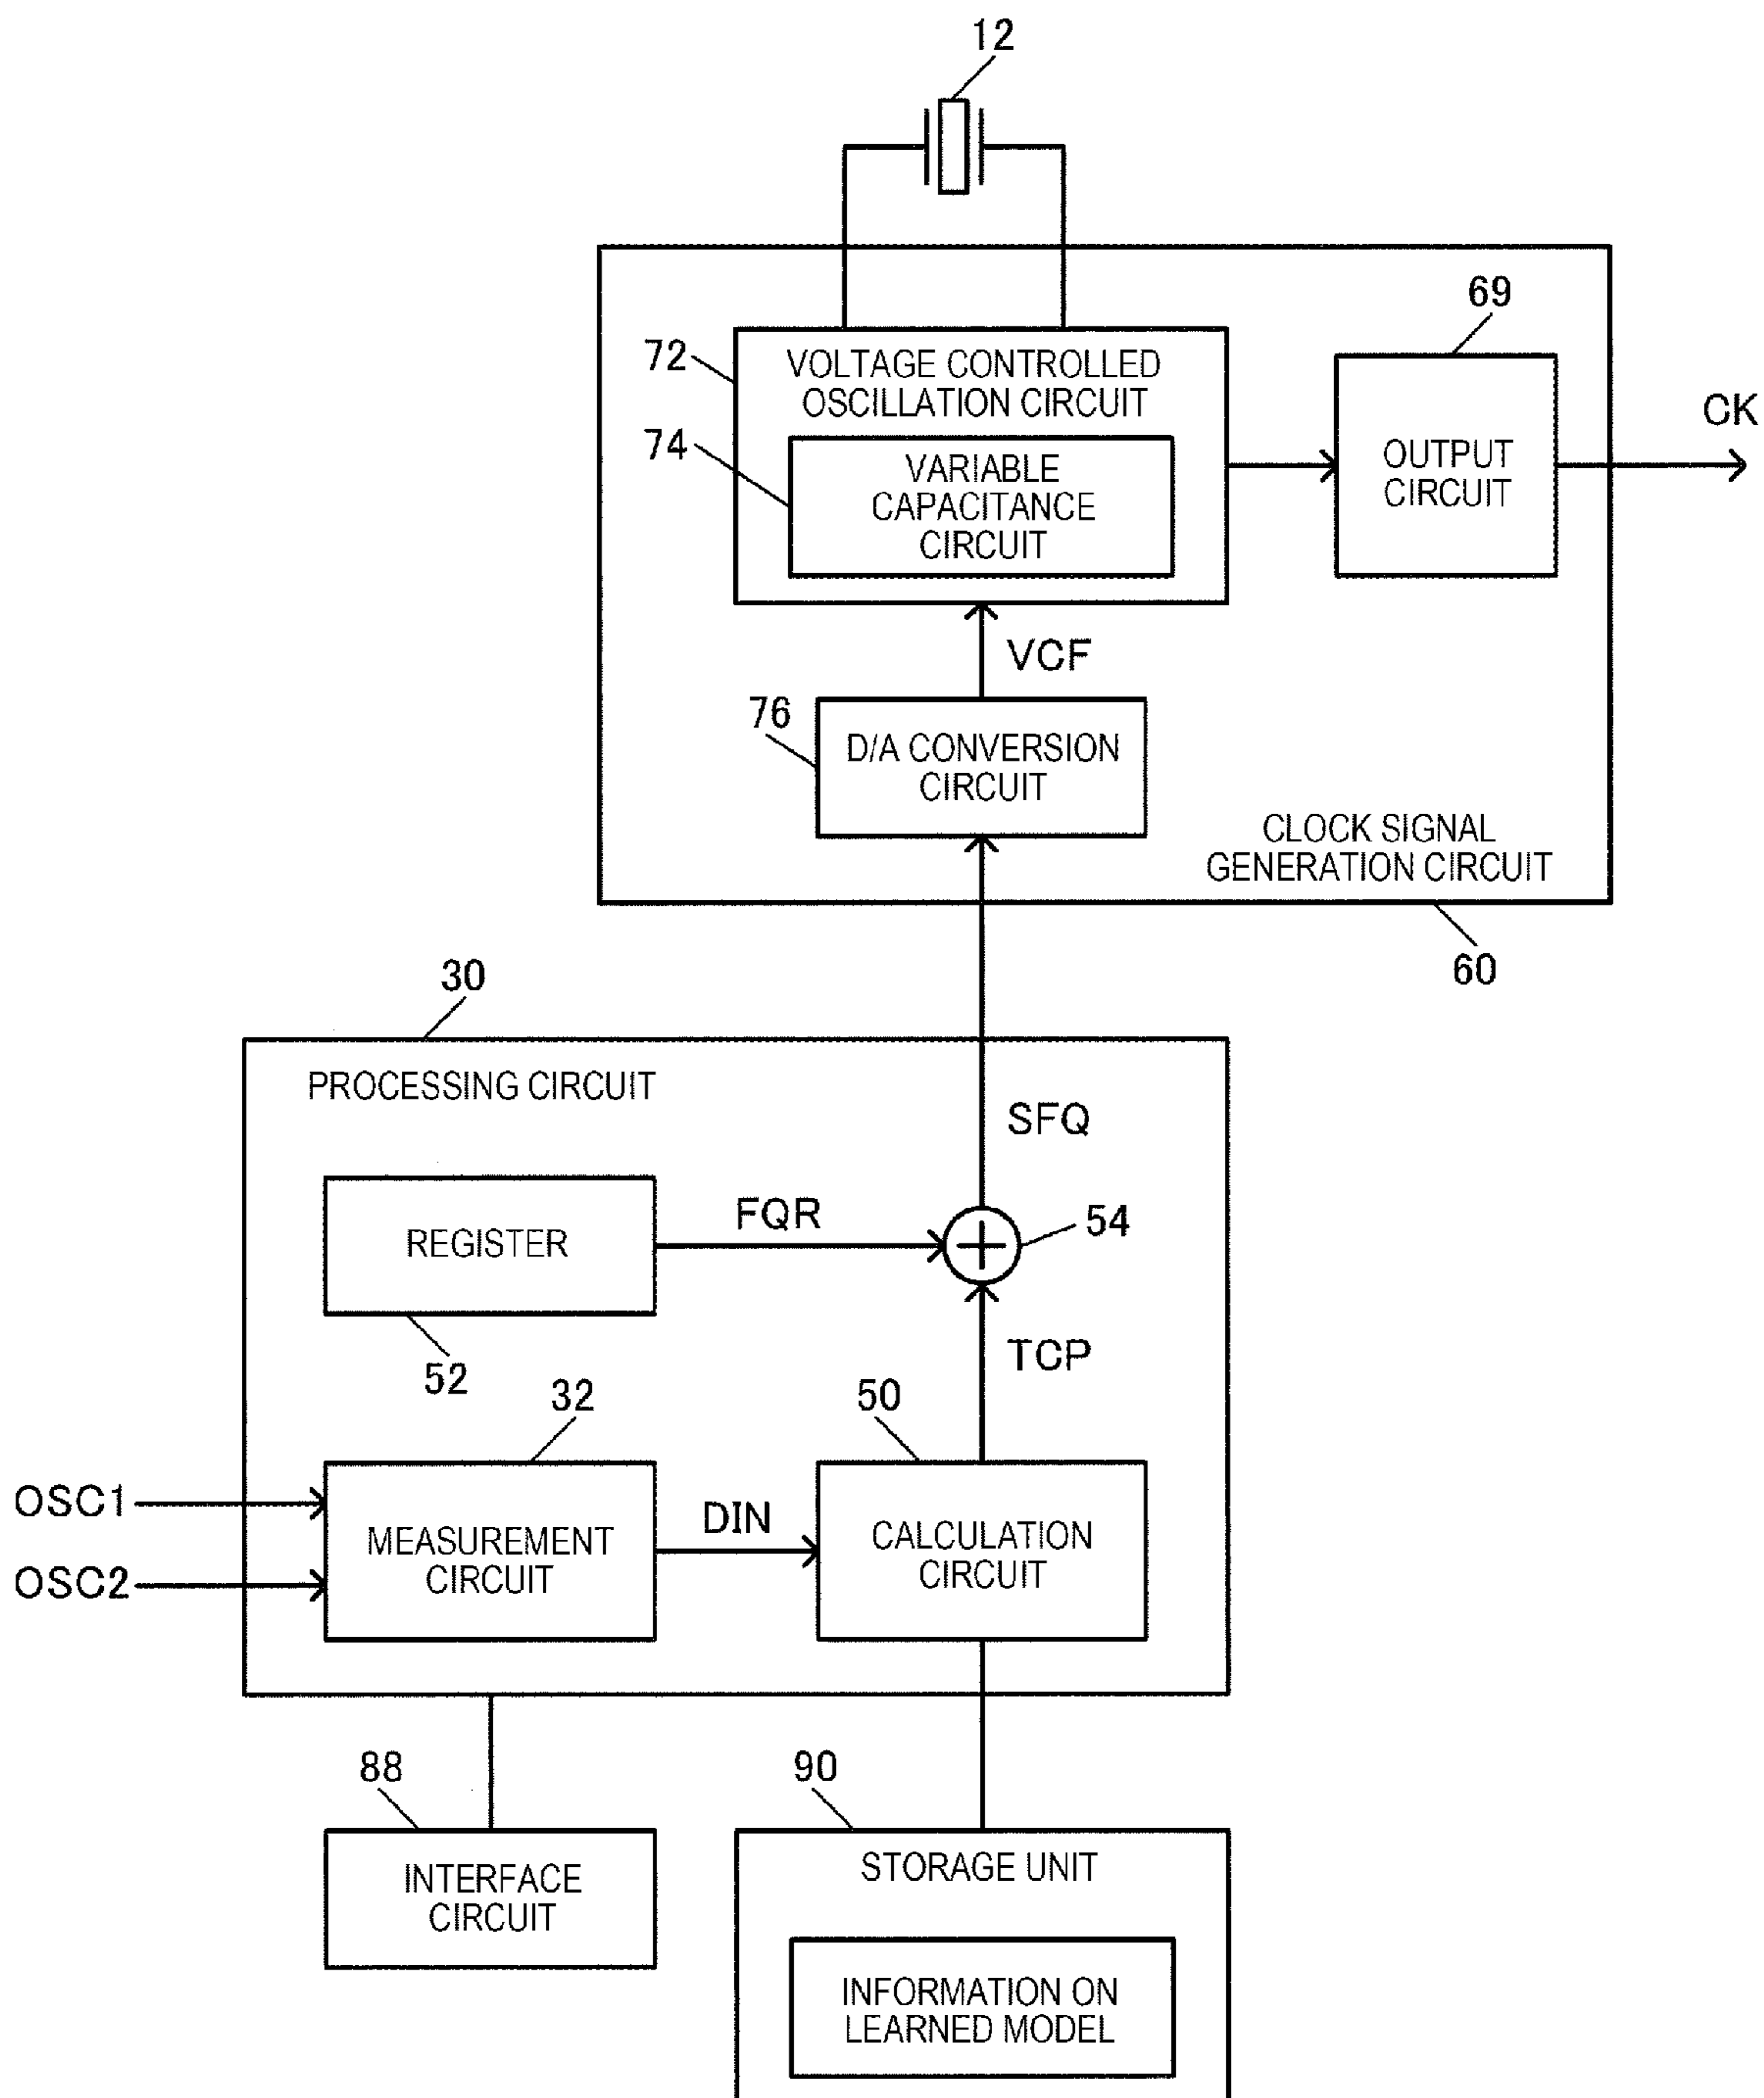 12
69
72
VOLTAGE CONTROLLED
OSCILLATION CIRCUIT
CK
74
VARIABLE
CAPACITANCE
CIRCUIT
OUTPUT
CIRCUIT
VCF
76
D/A CONVERSION
CIRCUIT
CLOCK SIGNAL
GENERATION CIRCUIT
30
60
PROCESSING CIRCUIT
SFQ
REGISTER
FQR
54
52
TCP
32
50
OSC1
MEASUREMENT
CIRCUIT
DIN
CALCULATION
CIRCUIT
OSC2
88
90
INTERFACE
CIRCUIT
STORAGE UNIT
INFORMATION ON
LEARNED MODEL